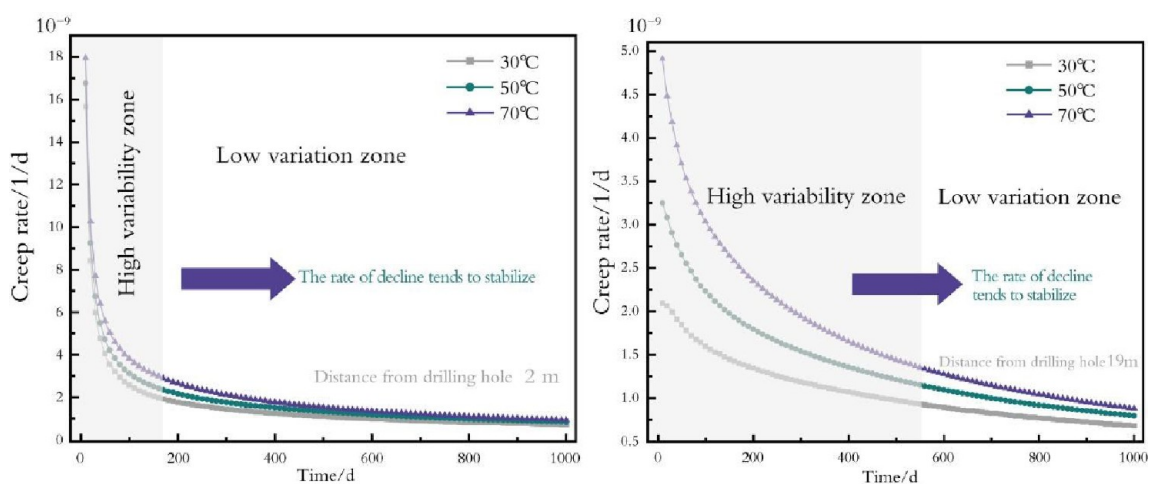 10⁻⁹
18
16
14
12
10
8
6
4
2
0
Creep rate/1/d
High variability zone
30℃
50℃
70℃
Low variation zone
The rate of decline tends to stabilize
Distance from drilling hole 2 m
0 200 400 600 800 1000
Time/d
10⁻⁹
5.0
4.5
4.0
3.5
3.0
2.5
2.0
1.5
1.0
0.5
Creep rate/1/d
30℃
50℃
70℃
High variability zone
Low variation zone
The rate of decline
tends to stabilize
Distance from drilling hole 19m
0 200 400 600 800 1000
Time/d